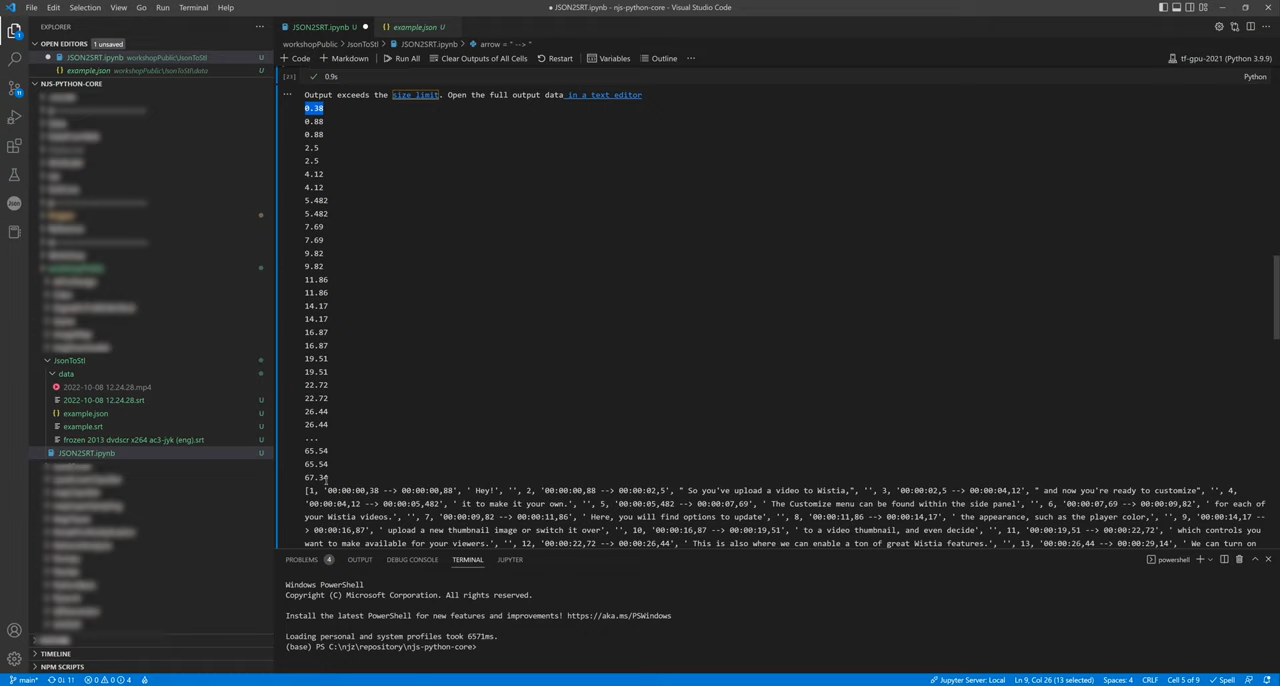 File Edit Selection View Go Run Terminal Help
● JSON2SRT.ipynb - njs-python-core - Visual Studio Code
EXPLORER ···
JSON2SRT.ipynb U ●
example.json U
OPEN EDITORS 1 unsaved
workshopPublic > JsonToStl > JSON2SRT.ipynb > arrow = " --> "
JSON2SRT.ipynb workshopPublic\JsonToStl U
example.json workshopPublic\JsonToStl\data U
+ Code + Markdown Run All Clear Outputs of All Cells Restart Variables Outline ··· tf-gpu-2021 (Python 3.9.9)
NJS-PYTHON-CORE
[23] ✓ 0.9s Python
Output exceeds the size limit. Open the full output data in a text editor
0.38
0.88
0.88
2.5
2.5
4.12
4.12
5.482
5.482
7.69
7.69
9.82
9.82
11.86
11.86
14.17
14.17
16.87
16.87
19.51
19.51
22.72
22.72
26.44
26.44
...
65.54
65.54
67.34
[1, '00:00:00,38 --> 00:00:00,88', ' Hey!', '', 2, '00:00:00,88 --> 00:00:02,5', " So you've upload a video to Wistia,", '', 3, '00:00:02,5 --> 00:00:04,12', " and now you're ready to customize", '', 4,
'00:00:04,12 --> 00:00:05,482', ' it to make it your own.', '', 5, '00:00:05,482 --> 00:00:07,69', '  The Customize menu can be found within the side panel', '', 6, '00:00:07,69 --> 00:00:09,82', ' for each of
your Wistia videos.', '', 7, '00:00:09,82 --> 00:00:11,86', ' Here, you will find options to update', '', 8, '00:00:11,86 --> 00:00:14,17', ' the appearance, such as the player color,', '', 9, '00:00:14,17 -
-> 00:00:16,87', ' upload a new thumbnail image or switch it over', '', 10, '00:00:16,87 --> 00:00:19,51', ' to a video thumbnail, and even decide', '', 11, '00:00:19,51 --> 00:00:22,72', ' which controls you
want to make available for your viewers.', '', 12, '00:00:22,72 --> 00:00:26,44', ' This is also where we can enable a ton of great Wistia features.', '', 13, '00:00:26,44 --> 00:00:29,14', ' We can turn on
JsonToStl
data
2022-10-08 12.24.28.mp4
2022-10-08 12.24.28.srt U
example.json U
example.srt U
frozen 2013 dvdscr x264 ac3-jyk (eng).srt U
JSON2SRT.ipynb U
TIMELINE
NPM SCRIPTS
PROBLEMS 4 OUTPUT DEBUG CONSOLE TERMINAL JUPYTER powershell
Windows PowerShell
Copyright (C) Microsoft Corporation. All rights reserved.
Install the latest PowerShell for new features and improvements! https://aka.ms/PSWindows
Loading personal and system profiles took 6571ms.
(base) PS C:\njz\repository\njs-python-core>
main* 0↓ 1↑ 0 0 4 Jupyter Server: Local Ln 9, Col 26 (13 selected) Spaces: 4 CRLF Cell 5 of 9 Spell